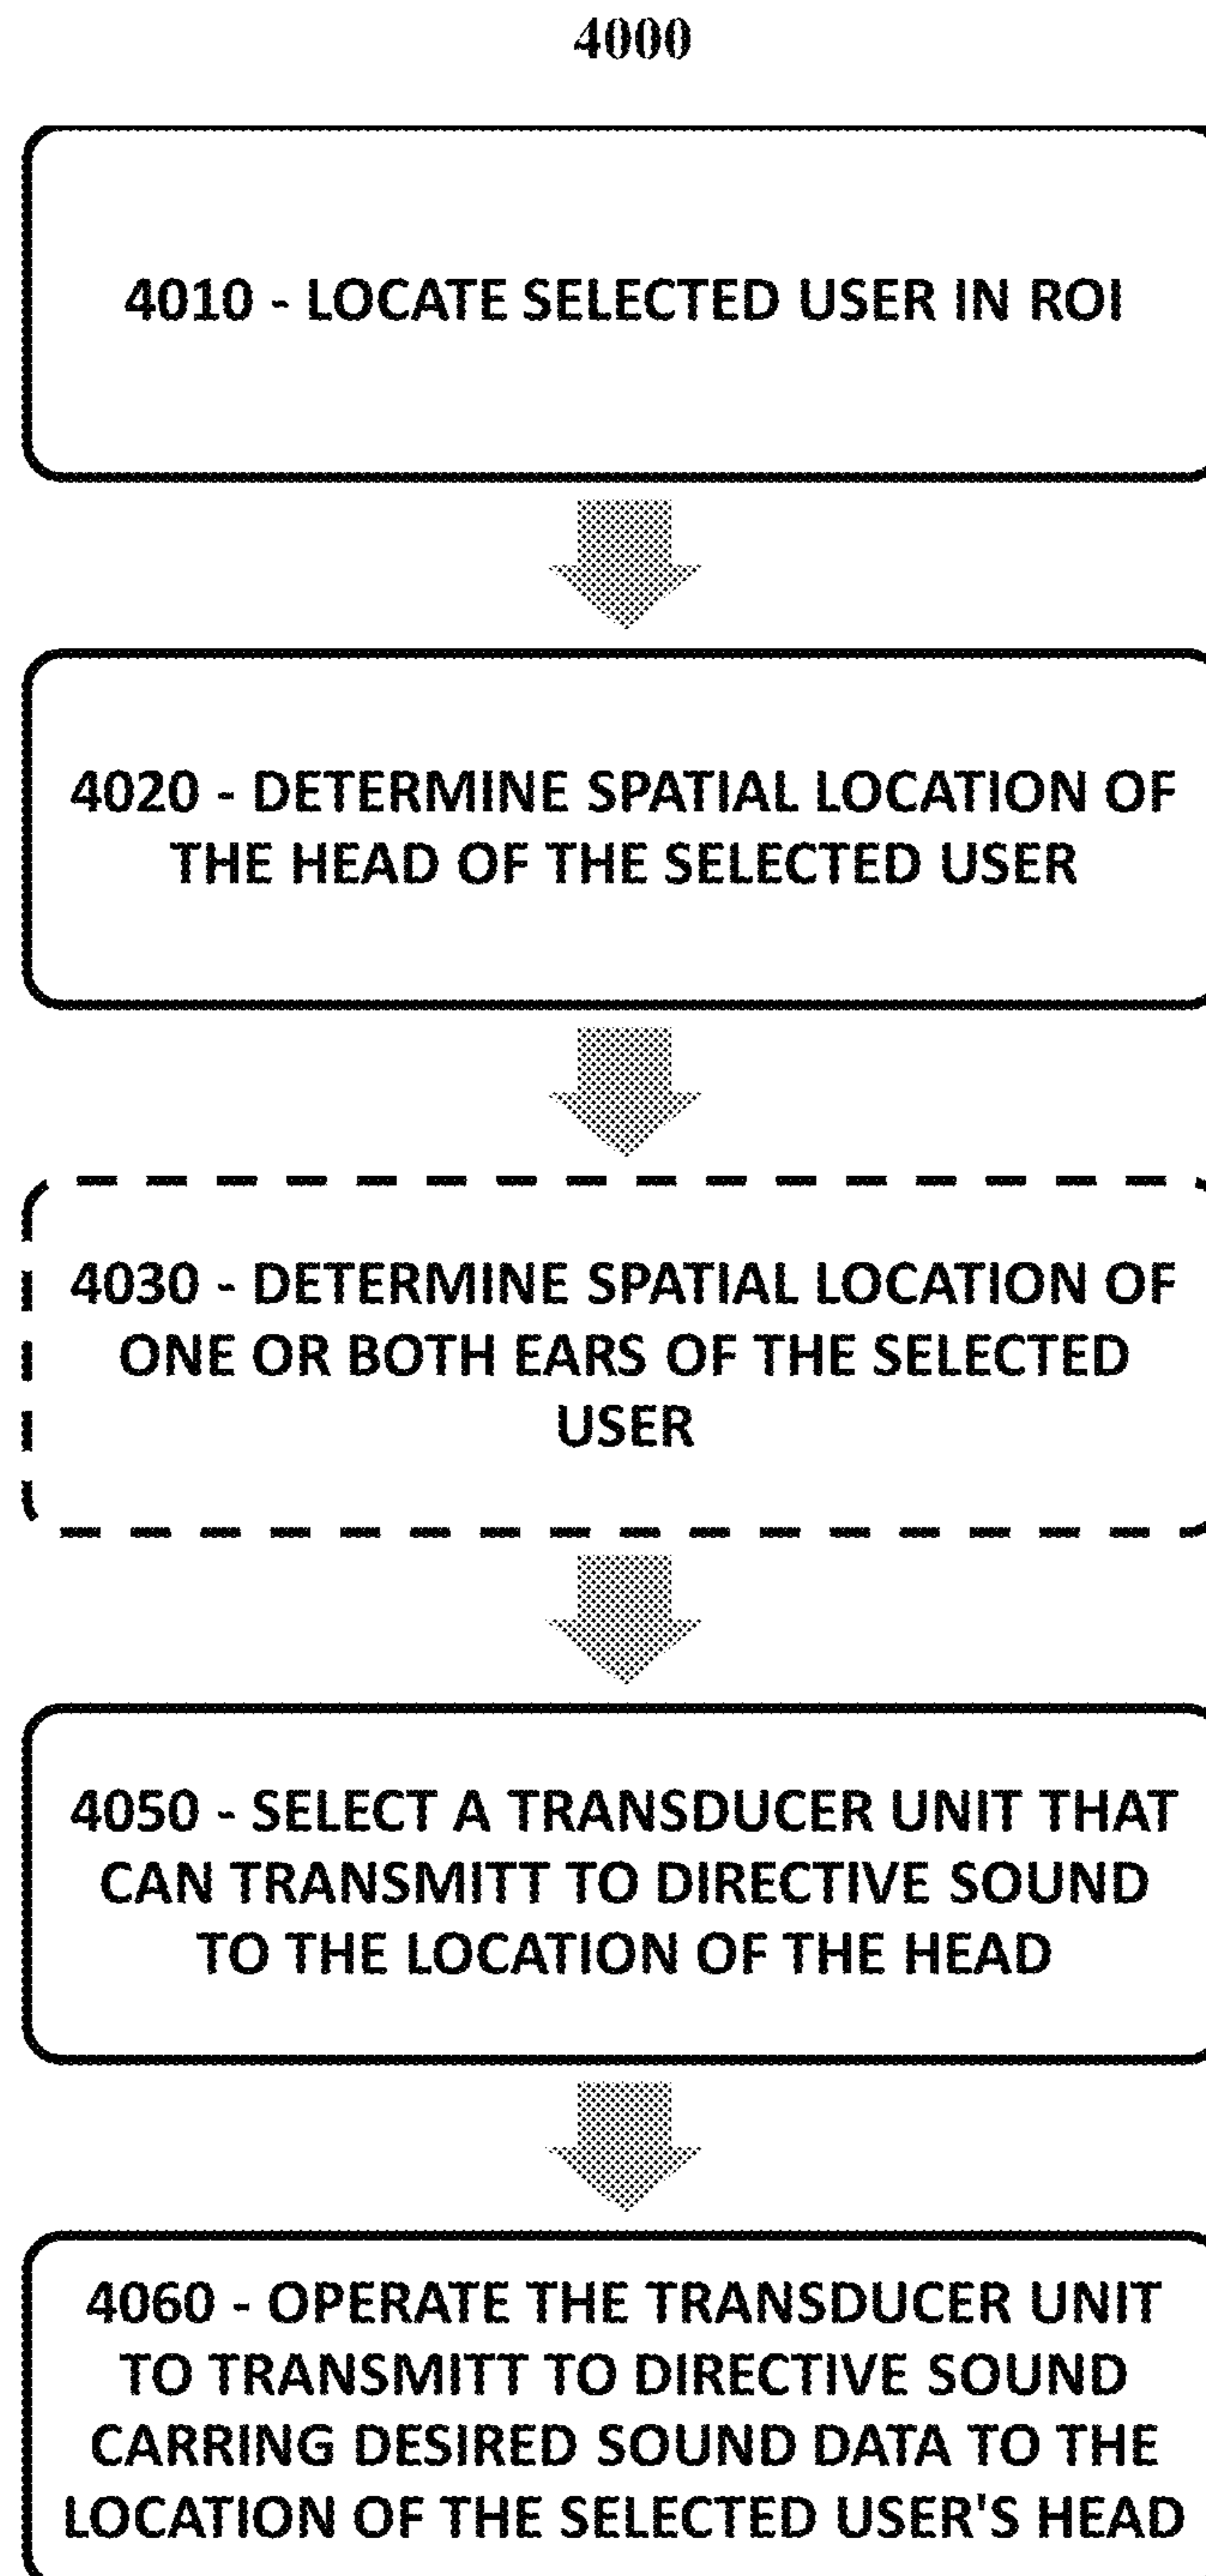 4000
4010 - LOCATE SELECTED USER IN ROI
4020 - DETERMINE SPATIAL LOCATION OF
THE HEAD OF THE SELECTED USER
4030 - DETERMINE SPATIAL LOCATION OF
ONE OR BOTH EARS OF THE SELECTED
USER
4050 - SELECT A TRANSDUCER UNIT THAT
CAN TRANSMITT TO DIRECTIVE SOUND
TO THE LOCATION OF THE HEAD
4060 - OPERATE THE TRANSDUCER UNIT
TO TRANSMITT TO DIRECTIVE SOUND
CARRING DESIRED SOUND DATA TO THE
LOCATION OF THE SELECTED USER'S HEAD